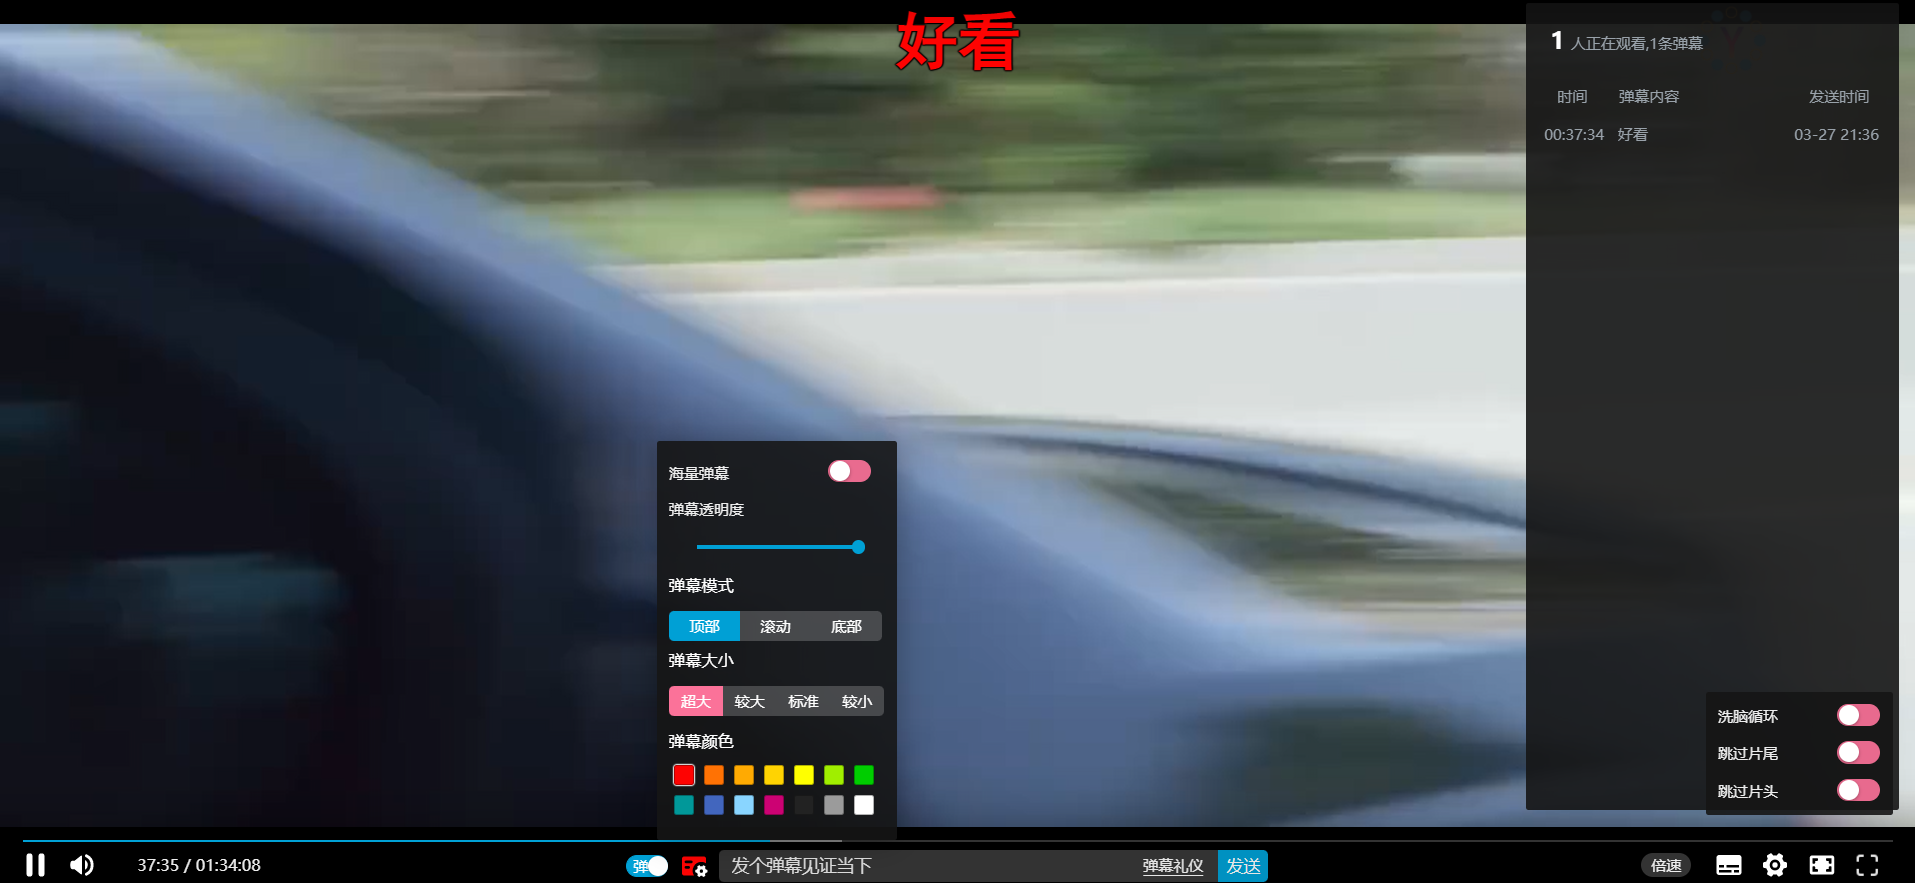 好看
1 人正在观看,1条弹幕
时间 弹幕内容 发送时间
00:37:34 好看 03-27 21:36
海量弹幕
弹幕透明度
弹幕模式
顶部 滚动 底部
弹幕大小
超大 较大 标准 较小
弹幕颜色
洗脑循环
跳过片尾
跳过片头
37:35 / 01:34:08
弹
发个弹幕见证当下
弹幕礼仪
发送
倍速